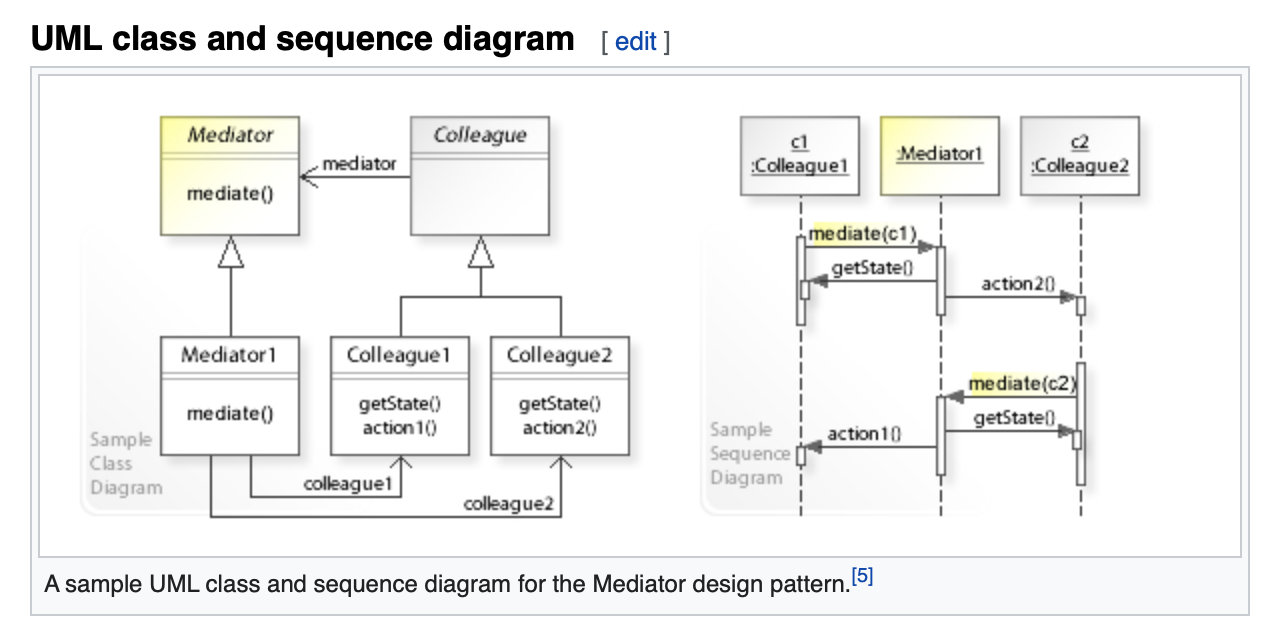 UML class and sequence diagram [ edit ]
Mediator
mediate()
mediator
Colleague
Mediator1
mediate()
Colleague1
getState()
action1()
Colleague2
getState()
action2()
colleague1
colleague2
Sample
Class
Diagram
c1
:Colleague1
:Mediator1
c2
:Colleague2
mediate(c1)
getState()
action2()
mediate(c2)
getState()
action1()
Sample
Sequence
Diagram
A sample UML class and sequence diagram for the Mediator design pattern.[5]